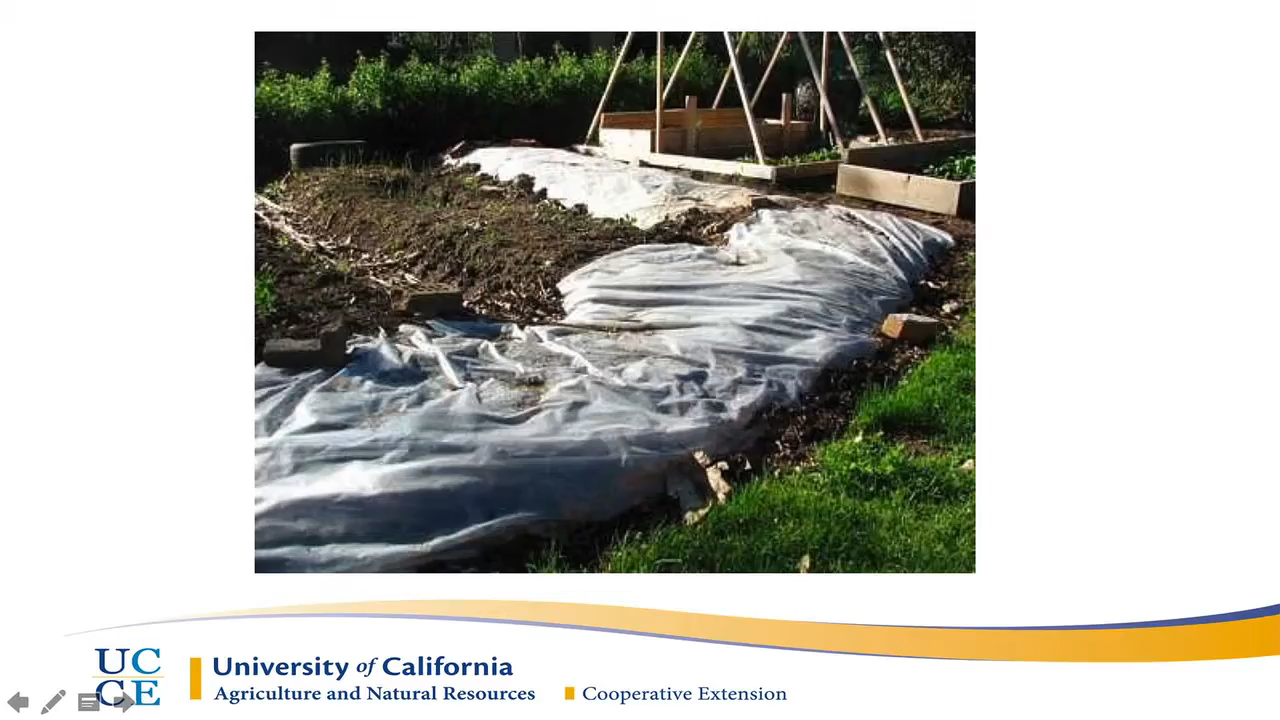 UC
CE
University of California
Agriculture and Natural Resources
Cooperative Extension